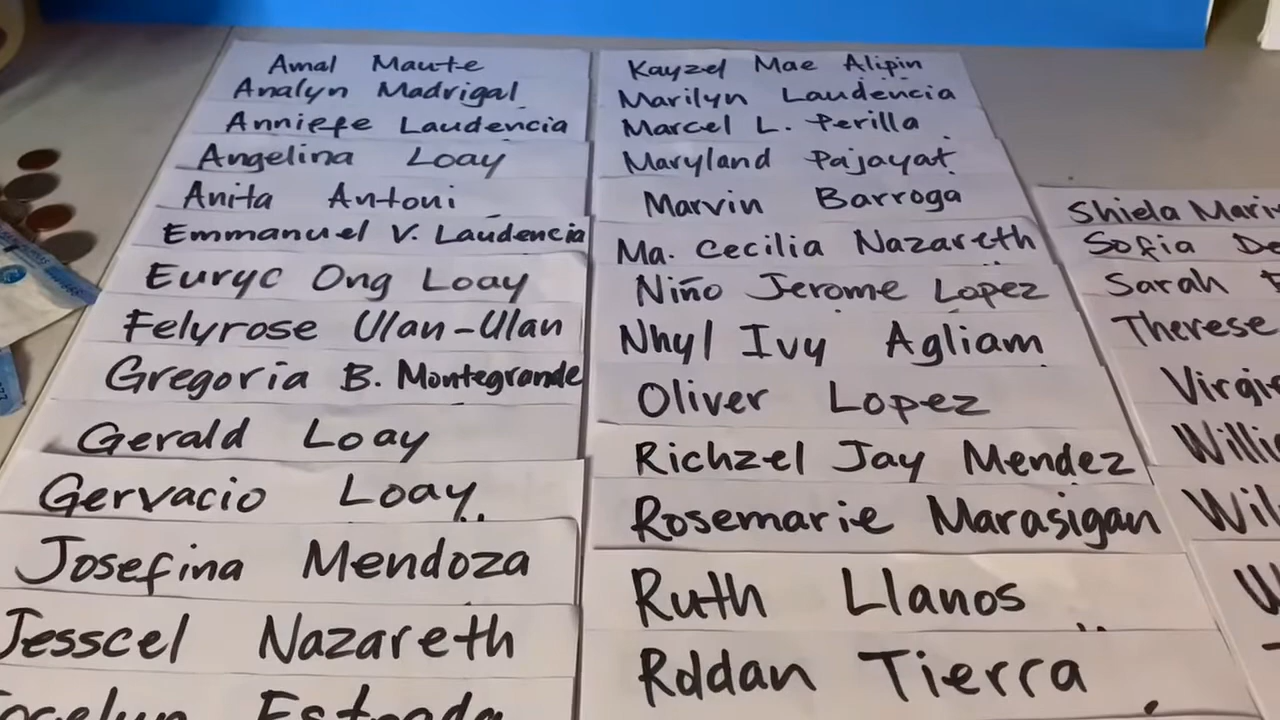 Amal Maute
Analyn Madrigal
Anniefe Laudencia
Angelina Loay
Anita Antoni
Emmanuel V. Laudencia
Euryc Ong Loay
Felyrose Ulan-Ulan
Gregoria B. Montegrande
Gerald Loay
Gervacio Loay
Josefina Mendoza
Jesscel Nazareth
Estrada
Kayzel Mae Alipin
Marilyn Laudencia
Marcel L. Perilla
Maryland Pajayat
Marvin Barroga
Ma. Cecilia Nazareth
Niño Jerome Lopez
Nhyl Ivy Agliam
Oliver Lopez
Richzel Jay Mendez
Rosemarie Marasigan
Ruth Llanos
Roldan Tierra
Shiela
Sofia
Sarah
Therese